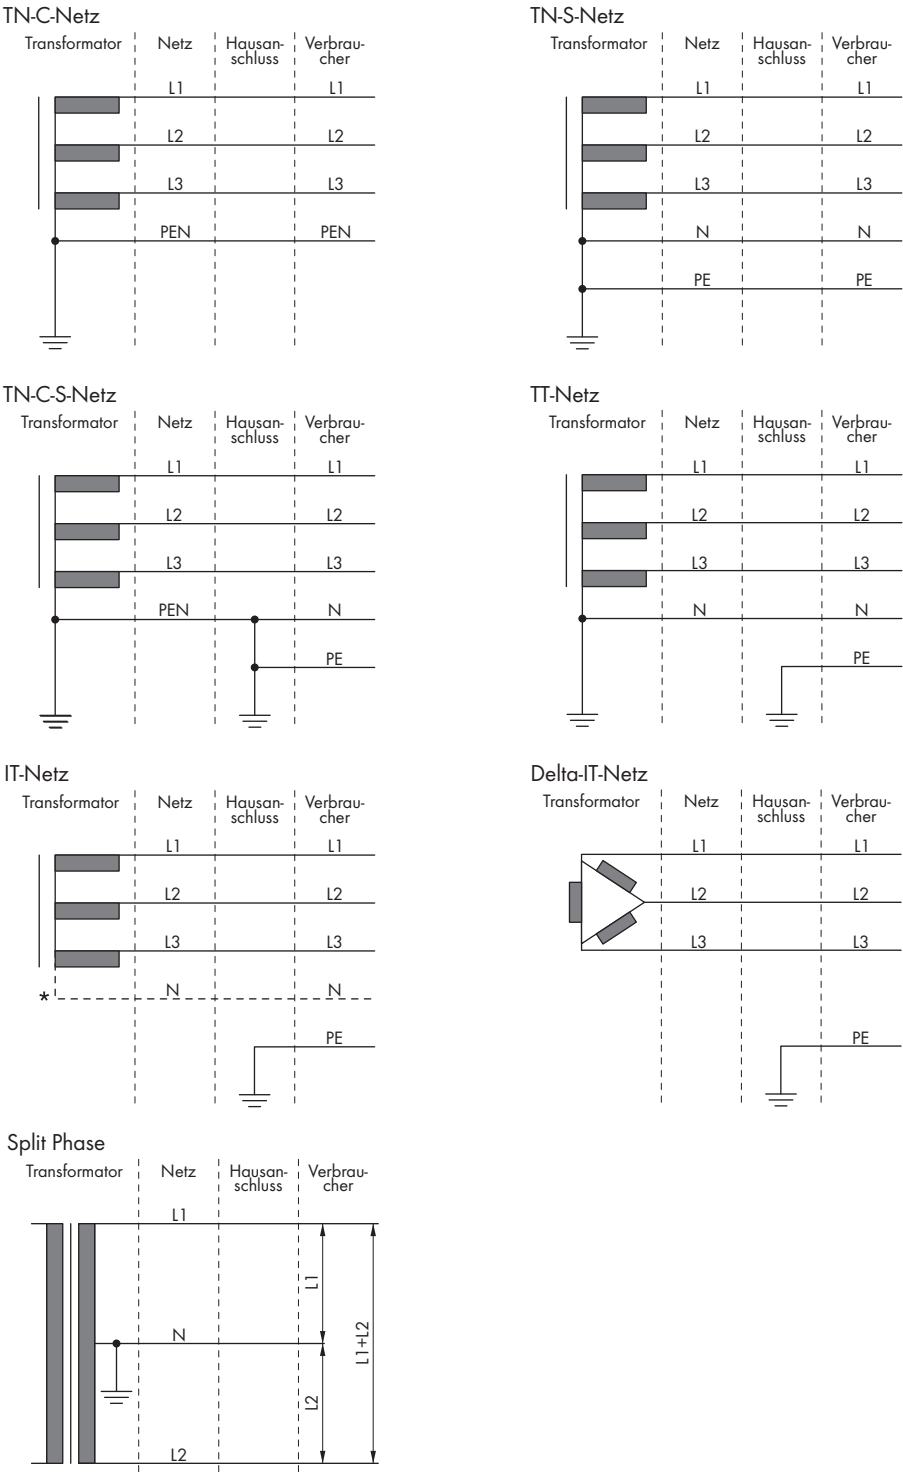 TN-C-Netz
Transformator Netz Hausan-schluss Verbrau-cher
L1 L1
L2 L2
L3 L3
PEN PEN
TN-S-Netz
Transformator Netz Hausan-schluss Verbrau-cher
L1 L1
L2 L2
L3 L3
N N
PE PE
TN-C-S-Netz
Transformator Netz Hausan-schluss Verbrau-cher
L1 L1
L2 L2
L3 L3
PEN N
PE
TT-Netz
Transformator Netz Hausan-schluss Verbrau-cher
L1 L1
L2 L2
L3 L3
N N
PE
IT-Netz
Transformator Netz Hausan-schluss Verbrau-cher
L1 L1
L2 L2
L3 L3
* N N
PE
Delta-IT-Netz
Transformator Netz Hausan-schluss Verbrau-cher
L1 L1
L2 L2
L3 L3
PE
Split Phase
Transformator Netz Hausan-schluss Verbrau-cher
L1
L1
L1+L2
N
L2
L2